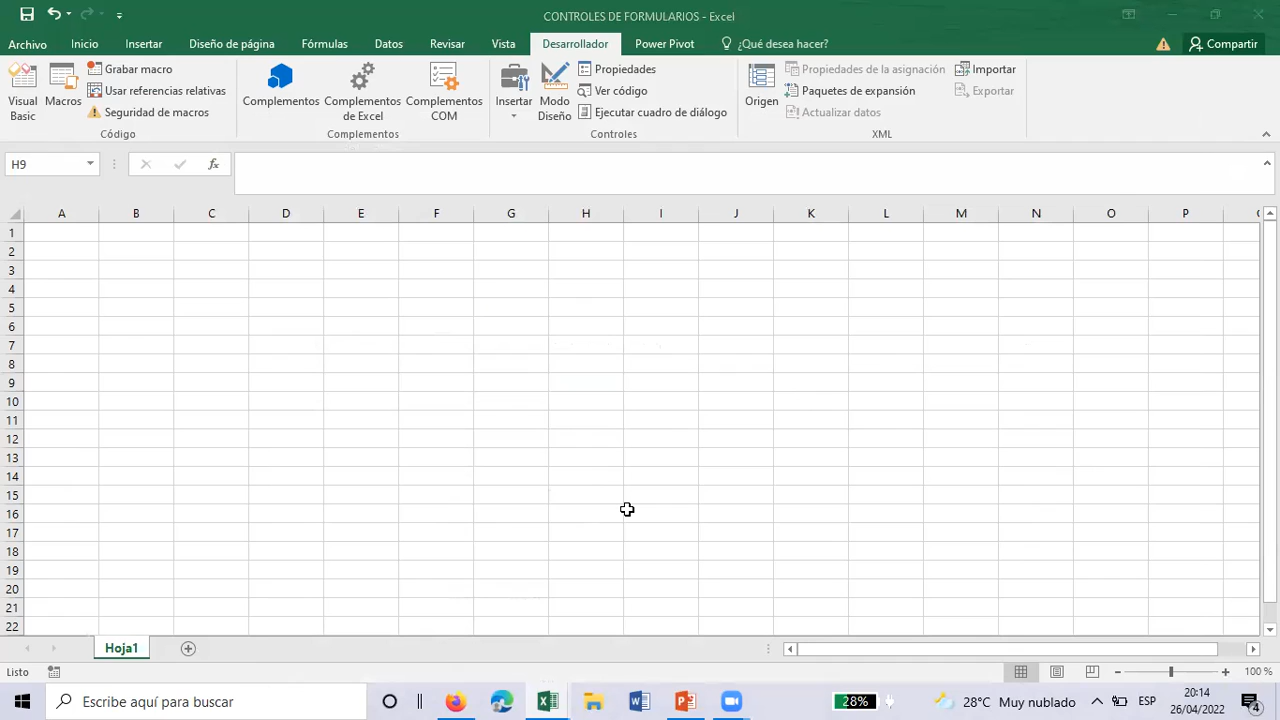 CONTROLES DE FORMULARIOS - Excel
Archivo Inicio Insertar Diseño de página Fórmulas Datos Revisar Vista Desarrollador Power Pivot ¿Qué desea hacer? Compartir
Visual Basic
Macros
Grabar macro
Usar referencias relativas
Seguridad de macros
Código
Complementos
Complementos de Excel
Complementos COM
Complementos
Insertar
Modo Diseño
Propiedades
Ver código
Ejecutar cuadro de diálogo
Controles
Origen
Propiedades de la asignación
Paquetes de expansión
Actualizar datos
Importar
Exportar
XML
H9
fx
A B C D E F G H I J K L M N O P
1
2
3
4
5
6
7
8
9
10
11
12
13
14
15
16
17
18
19
20
21
22
Hoja1
Listo
100 %
Escribe aquí para buscar
28%
28°C Muy nublado
ESP
20:14
26/04/2022
4